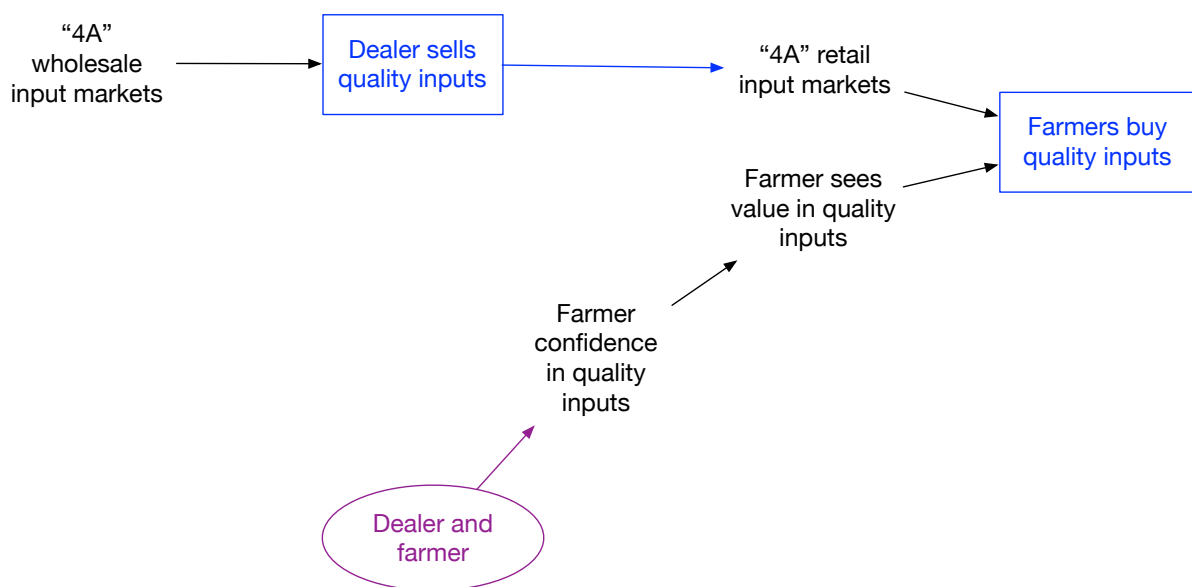 “4A”
wholesale
input markets
Dealer sells
quality inputs
“4A” retail
input markets
Farmers buy
quality inputs
Farmer sees
value in quality
inputs
Farmer
confidence
in quality
inputs
Dealer and
farmer